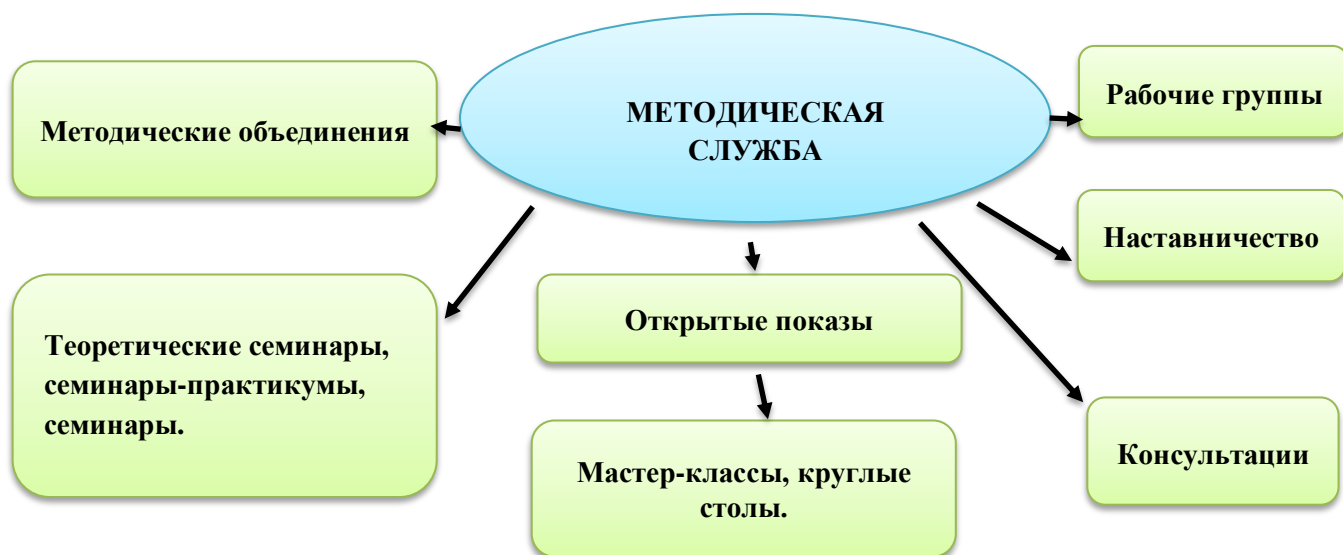 МЕТОДИЧЕСКАЯ
СЛУЖБА
Методические объединения
Рабочие группы
Наставничество
Теоретические семинары,
семинары-практикумы,
семинары.
Открытые показы
Мастер-классы, круглые
столы.
Консультации